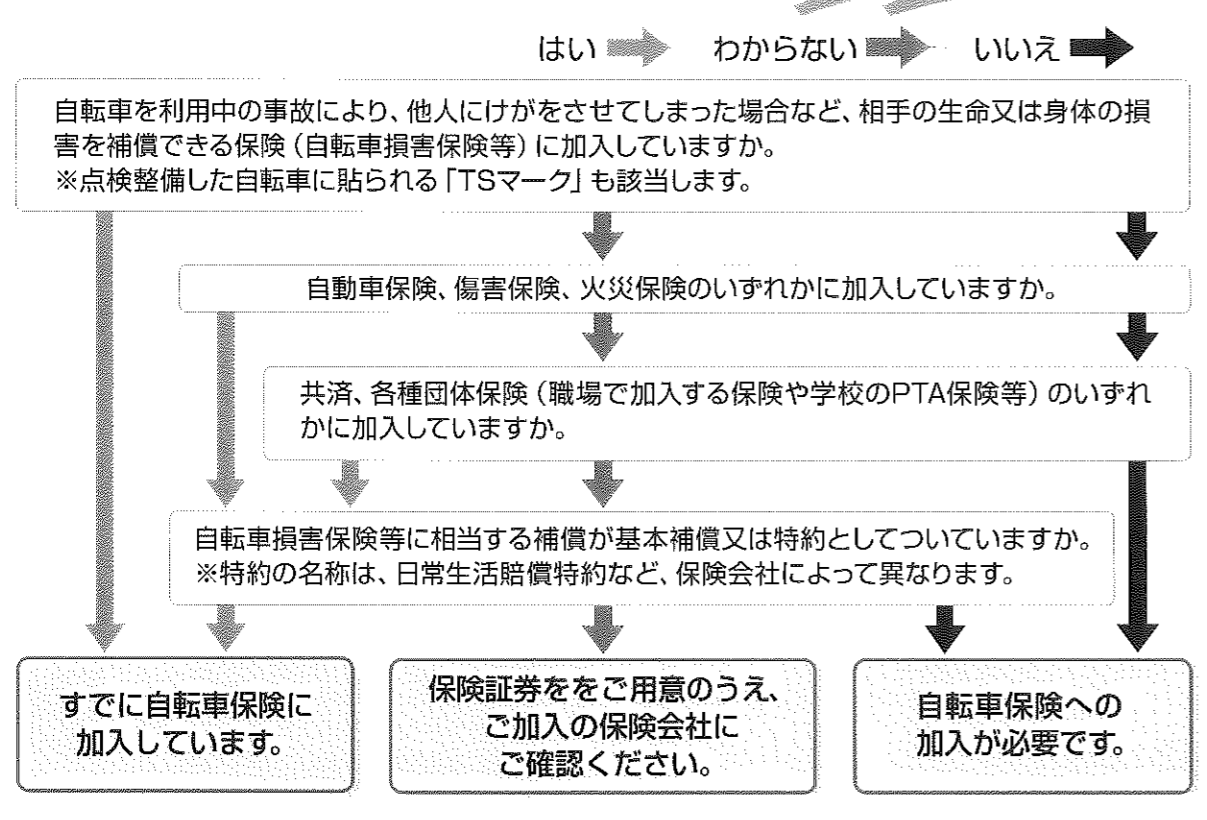 はい わからない いいえ
自転車を利用中の事故により、他人にけがをさせてしまった場合など、相手の生命又は身体の損
害を補償できる保険（自転車損害保険等）に加入していますか。
※点検整備した自転車に貼られる「TSマーク」も該当します。
自動車保険、傷害保険、火災保険のいずれかに加入していますか。
共済、各種団体保険（職場で加入する保険や学校のPTA保険等）のいずれ
かに加入していますか。
自転車損害保険等に相当する補償が基本補償又は特約としてついていますか。
※特約の名称は、日常生活賠償特約など、保険会社によって異なります。
すでに自転車保険に
加入しています。
保険証券ををご用意のうえ、
ご加入の保険会社に
ご確認ください。
自転車保険への
加入が必要です。